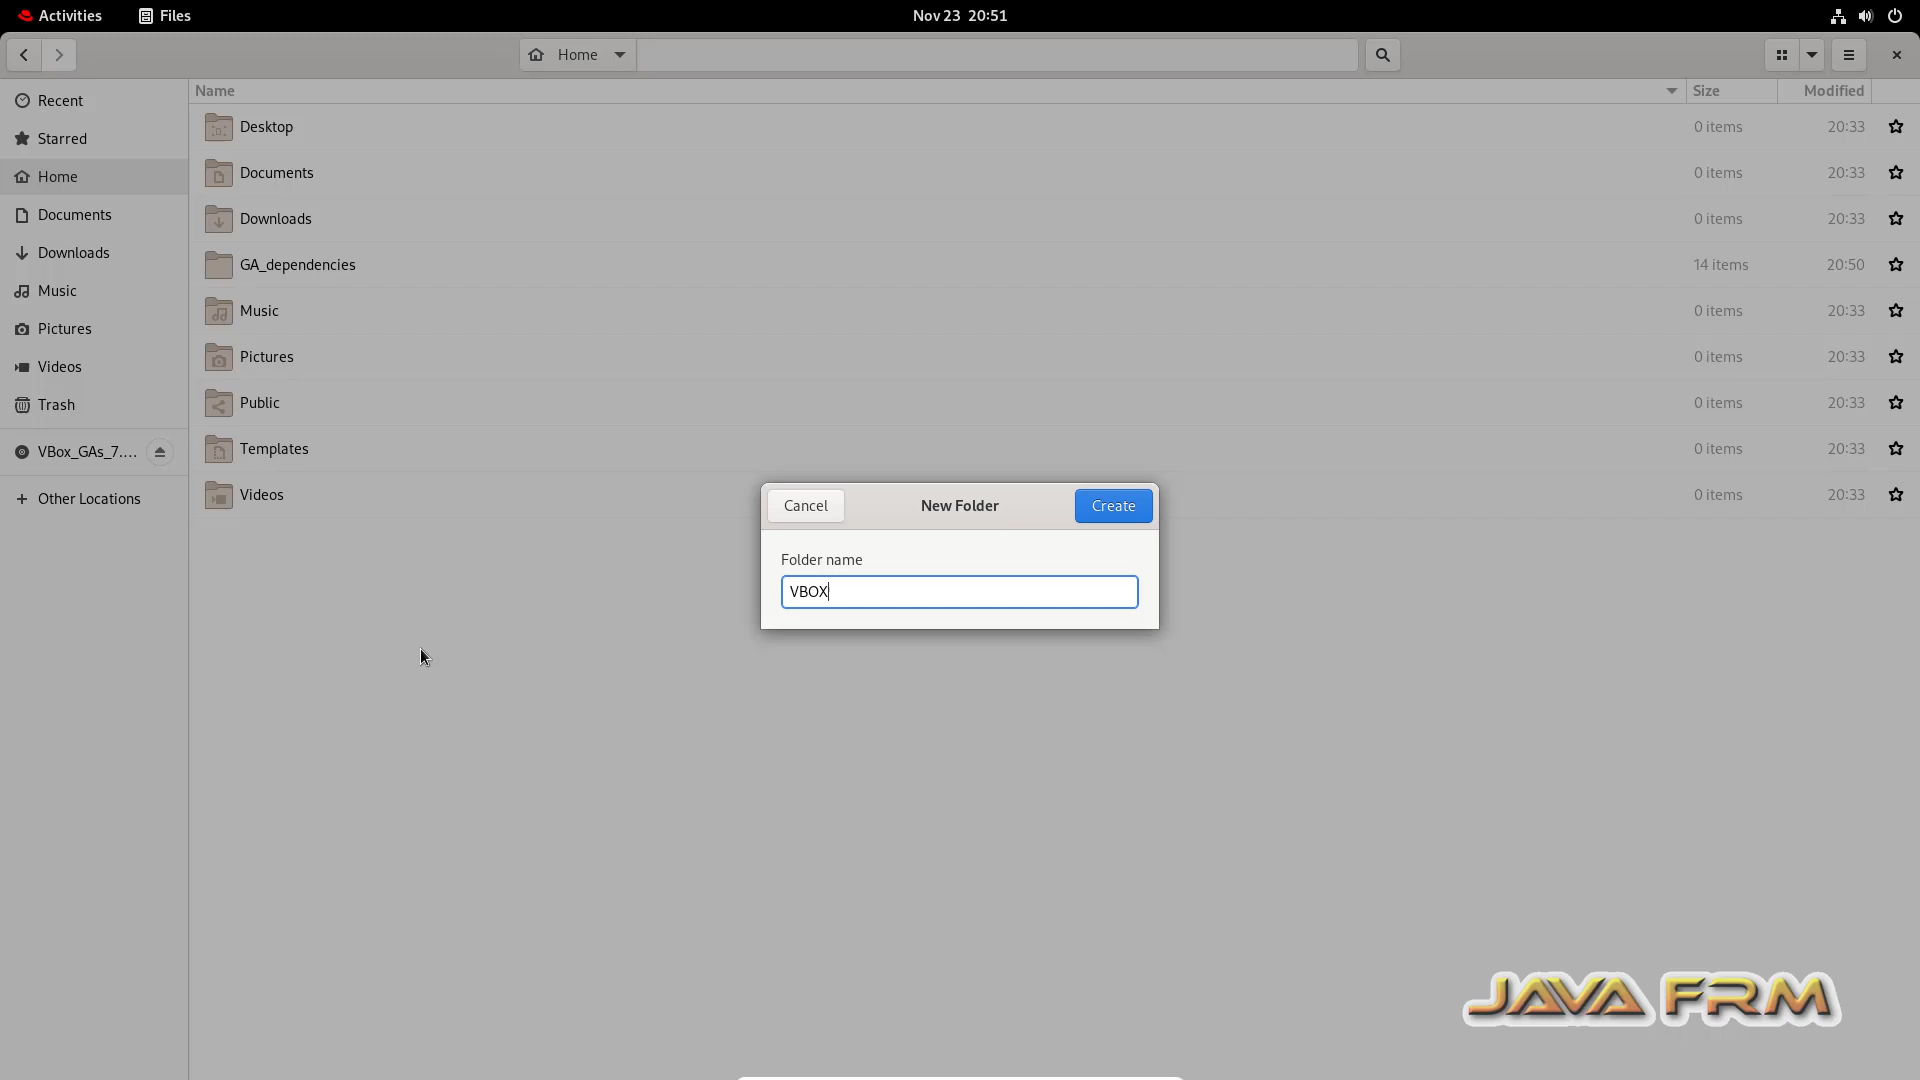 Activities Files Nov 23 20:51
Home
Name Size Modified
Recent
Starred
Home
Documents
Downloads
Music
Pictures
Videos
Trash
VBox_GAs_7....
Other Locations
Desktop 0 items 20:33
Documents 0 items 20:33
Downloads 0 items 20:33
GA_dependencies 14 items 20:50
Music 0 items 20:33
Pictures 0 items 20:33
Public 0 items 20:33
Templates 0 items 20:33
Videos 0 items 20:33
Cancel New Folder Create
Folder name
VBOX
JAVA FRM